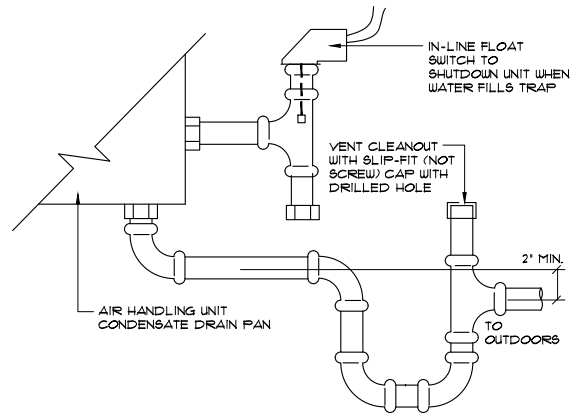 IN-LINE FLOAT
SWITCH TO
SHUTDOWN UNIT WHEN
WATER FILLS TRAP
VENT CLEANOUT
WITH SLIP-FIT (NOT
SCREW) CAP WITH
DRILLED HOLE
2" MIN.
AIR HANDLING UNIT
CONDENSATE DRAIN PAN
TO
OUTDOORS